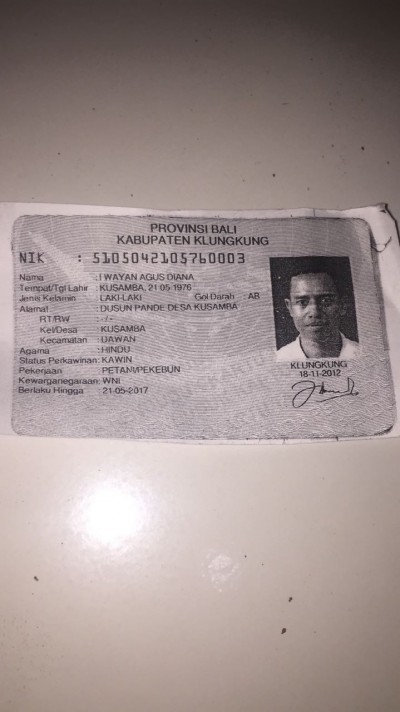 PROVINSI BALI
KABUPATEN KLUNGKUNG
NIK : 5105042105760003
Nama : I WAYAN AGUS DIANA
Tempat/Tgl Lahir : KUSAMBA, 21 05 1976
Jenis Kelamin : LAKI-LAKI Gol Darah : AB
Alamat : DUSUN PANDE DESA KUSAMBA
RT/RW : -/-
Kel/Desa : KUSAMBA
Kecamatan : DAWAN
Agama : HINDU
Status Perkawinan: KAWIN
Pekerjaan : PETANI/PEKEBUN
Kewarganegaraan: WNI
Berlaku Hingga : 21-05-2017
KLUNGKUNG
18-11-2012